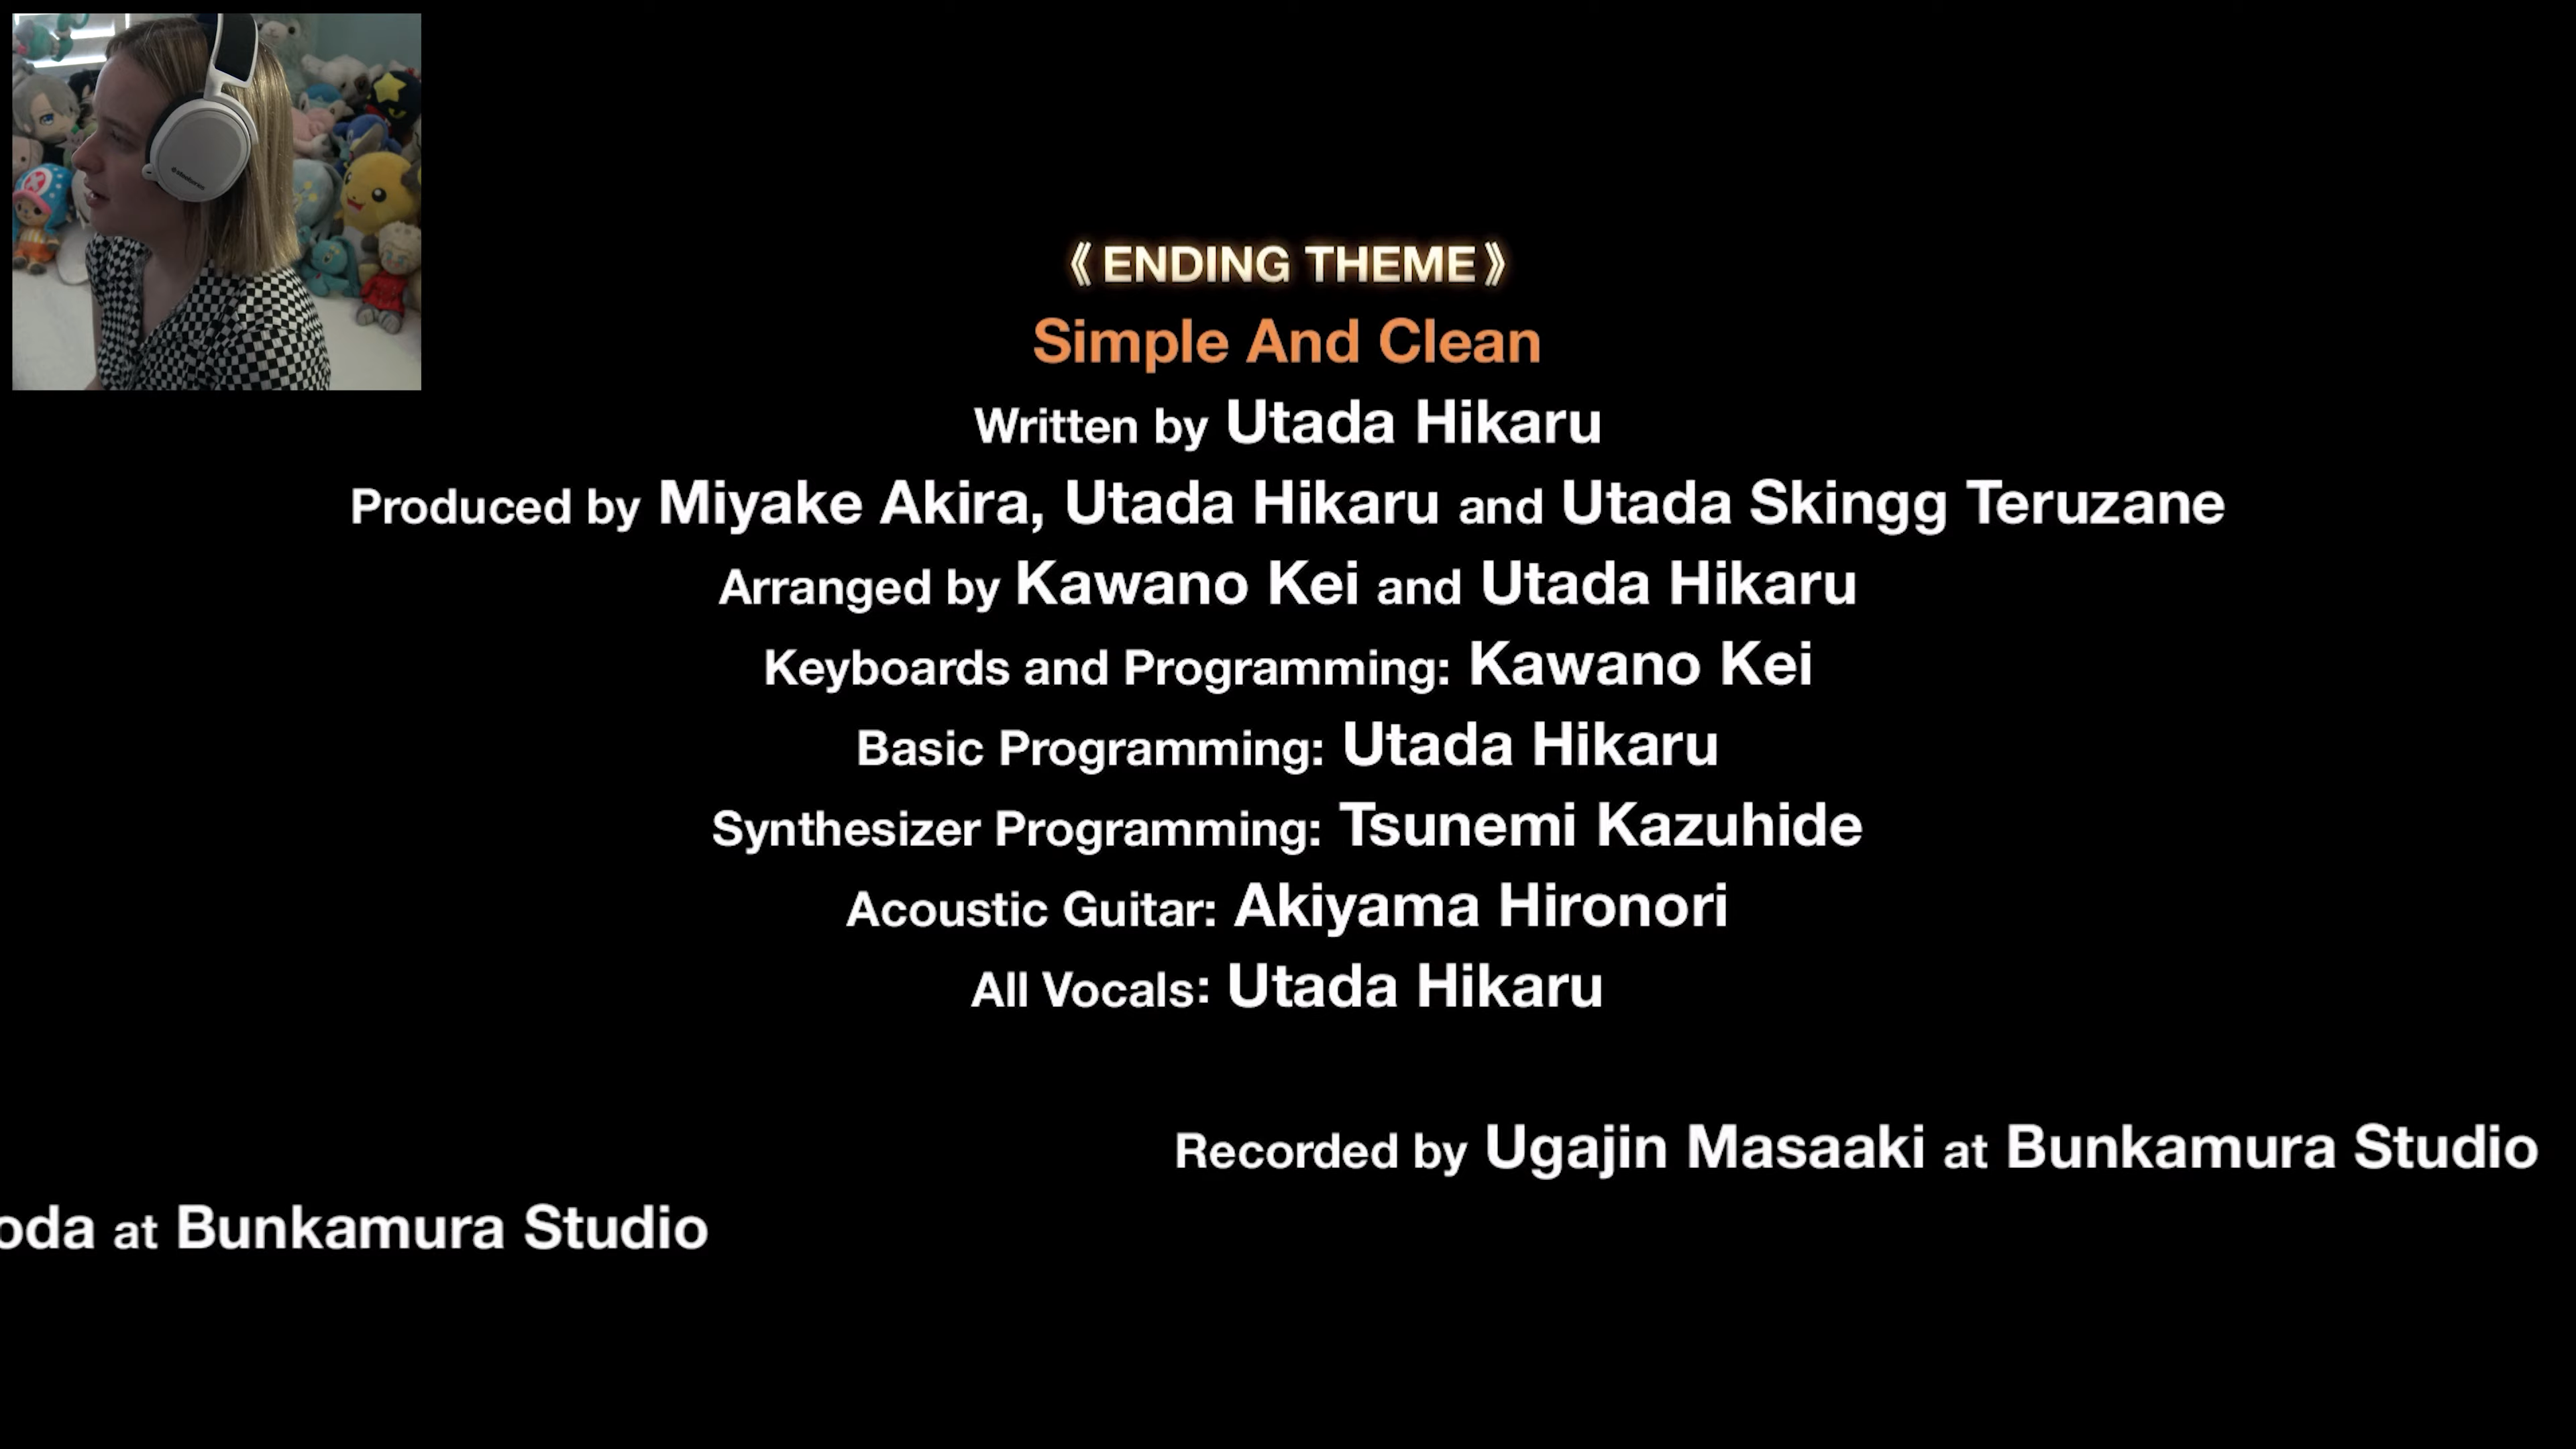 《ENDING THEME》
Simple And Clean
Written by Utada Hikaru
Produced by Miyake Akira, Utada Hikaru and Utada Skingg Teruzane
Arranged by Kawano Kei and Utada Hikaru
Keyboards and Programming: Kawano Kei
Basic Programming: Utada Hikaru
Synthesizer Programming: Tsunemi Kazuhide
Acoustic Guitar: Akiyama Hironori
All Vocals: Utada Hikaru
Recorded by Ugajin Masaaki at Bunkamura Studio
oda at Bunkamura Studio